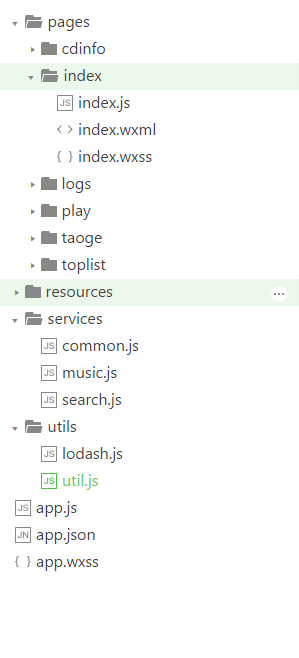 pages
cdinfo
index
JS index.js
< > index.wxml
{ } index.wxss
logs
play
taoge
toplist
resources
services
JS common.js
JS music.js
JS search.js
utils
JS lodash.js
JS util.js
JS app.js
JN app.json
{ } app.wxss